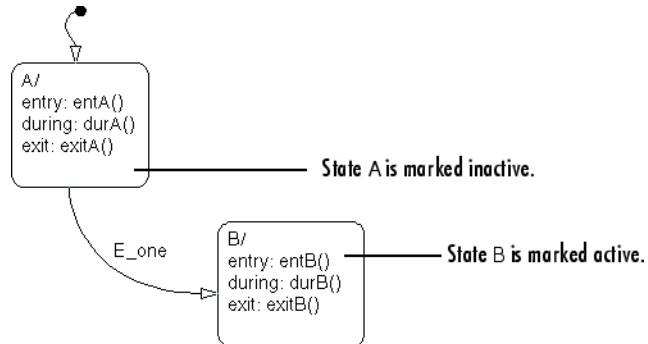 A/
entry: entA()
during: durA()
exit: exitA()
State A is marked inactive.
E_one
B/
entry: entB()
during: durB()
exit: exitB()
State B is marked active.